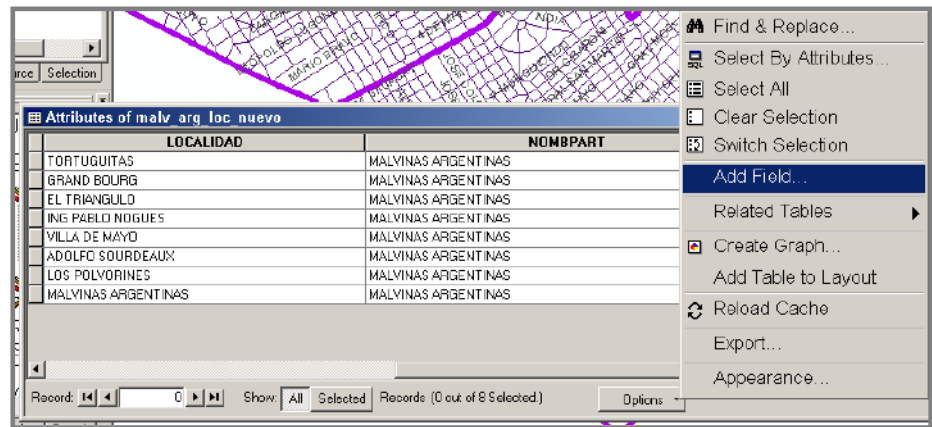 MARIO BRAVO
NDIA
Find & Replace...
Select By Attributes...
Select All
Clear Selection
Switch Selection
Add Field...
Related Tables
Create Graph...
Add Table to Layout
Reload Cache
Export...
Appearance...
Selection
Attributes of malv_arg_loc_nuevo
LOCALIDAD NOMBPART
TORTUGUITAS MALVINAS ARGENTINAS
GRAND BOURG MALVINAS ARGENTINAS
EL TRIANGULO MALVINAS ARGENTINAS
ING PABLO NOGUES MALVINAS ARGENTINAS
VILLA DE MAYO MALVINAS ARGENTINAS
ADOLFO SOURDEAUX MALVINAS ARGENTINAS
LOS POLVORINES MALVINAS ARGENTINAS
MALVINAS ARGENTINAS MALVINAS ARGENTINAS
Record: 0 Show: All Selected Records (0 out of 8 Selected.) Options